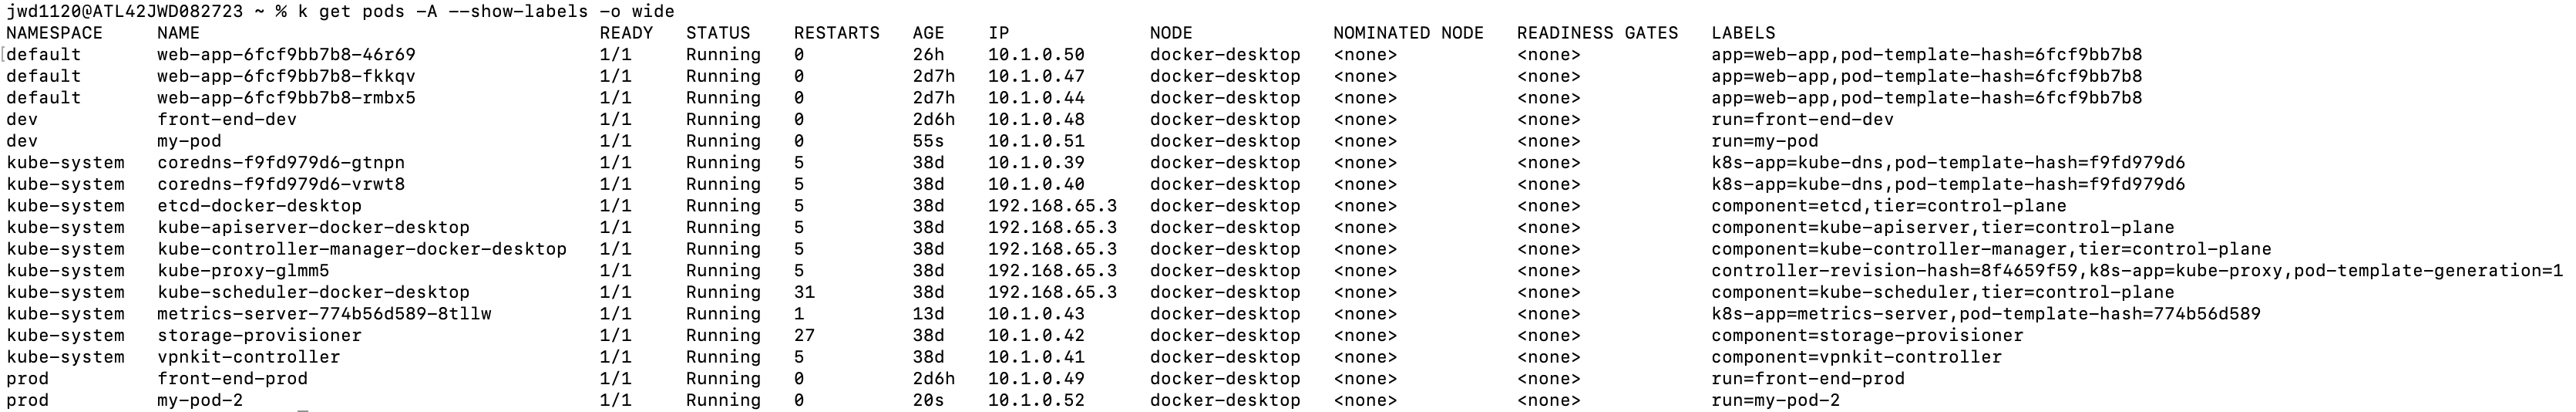 jwd1120@ATL42JWD082723 ~ % k get pods -A --show-labels -o wide
NAMESPACE     NAME                                     READY   STATUS    RESTARTS   AGE    IP             NODE             NOMINATED NODE   READINESS GATES   LABELS
default       web-app-6fcf9bb7b8-46r69                 1/1     Running   0          26h    10.1.0.50      docker-desktop   <none>           <none>            app=web-app,pod-template-hash=6fcf9bb7b8
default       web-app-6fcf9bb7b8-fkkqv                 1/1     Running   0          2d7h   10.1.0.47      docker-desktop   <none>           <none>            app=web-app,pod-template-hash=6fcf9bb7b8
default       web-app-6fcf9bb7b8-rmbx5                 1/1     Running   0          2d7h   10.1.0.44      docker-desktop   <none>           <none>            app=web-app,pod-template-hash=6fcf9bb7b8
dev           front-end-dev                            1/1     Running   0          2d6h   10.1.0.48      docker-desktop   <none>           <none>            run=front-end-dev
dev           my-pod                                   1/1     Running   0          55s    10.1.0.51      docker-desktop   <none>           <none>            run=my-pod
kube-system   coredns-f9fd979d6-gtnpn                  1/1     Running   5          38d    10.1.0.39      docker-desktop   <none>           <none>            k8s-app=kube-dns,pod-template-hash=f9fd979d6
kube-system   coredns-f9fd979d6-vrwt8                  1/1     Running   5          38d    10.1.0.40      docker-desktop   <none>           <none>            k8s-app=kube-dns,pod-template-hash=f9fd979d6
kube-system   etcd-docker-desktop                      1/1     Running   5          38d    192.168.65.3   docker-desktop   <none>           <none>            component=etcd,tier=control-plane
kube-system   kube-apiserver-docker-desktop            1/1     Running   5          38d    192.168.65.3   docker-desktop   <none>           <none>            component=kube-apiserver,tier=control-plane
kube-system   kube-controller-manager-docker-desktop   1/1     Running   5          38d    192.168.65.3   docker-desktop   <none>           <none>            component=kube-controller-manager,tier=control-plane
kube-system   kube-proxy-glmm5                         1/1     Running   5          38d    192.168.65.3   docker-desktop   <none>           <none>            controller-revision-hash=8f4659f59,k8s-app=kube-proxy,pod-template-generation=1
kube-system   kube-scheduler-docker-desktop            1/1     Running   31         38d    192.168.65.3   docker-desktop   <none>           <none>            component=kube-scheduler,tier=control-plane
kube-system   metrics-server-774b56d589-8tllw          1/1     Running   1          13d    10.1.0.43      docker-desktop   <none>           <none>            k8s-app=metrics-server,pod-template-hash=774b56d589
kube-system   storage-provisioner                      1/1     Running   27         38d    10.1.0.42      docker-desktop   <none>           <none>            component=storage-provisioner
kube-system   vpnkit-controller                        1/1     Running   5          38d    10.1.0.41      docker-desktop   <none>           <none>            component=vpnkit-controller
prod          front-end-prod                           1/1     Running   0          2d6h   10.1.0.49      docker-desktop   <none>           <none>            run=front-end-prod
prod          my-pod-2                                 1/1     Running   0          20s    10.1.0.52      docker-desktop   <none>           <none>            run=my-pod-2